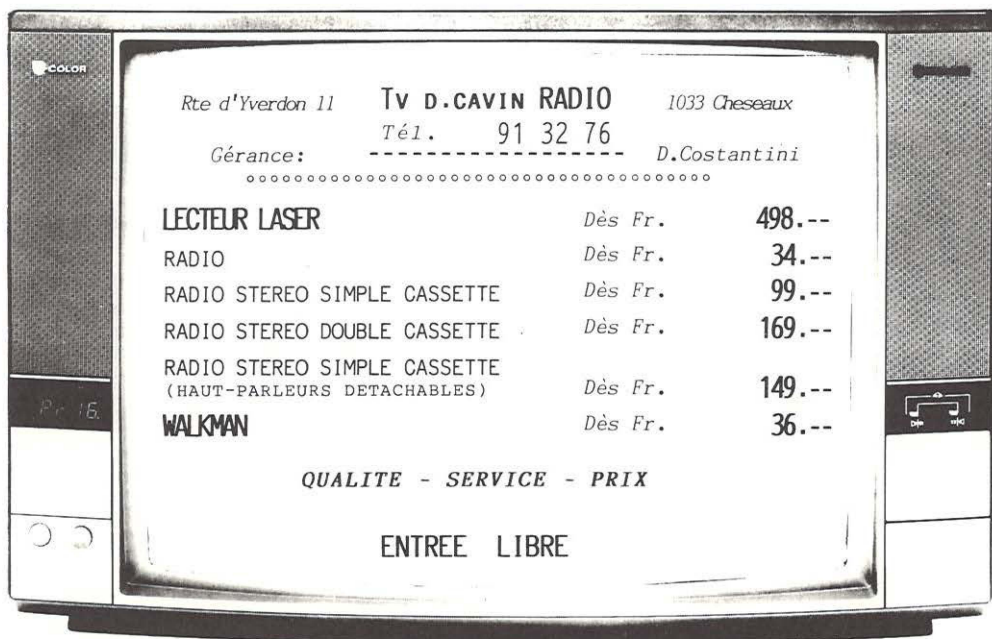 COLOR
Rte d'Yverdon 11 Tv D.CAVIN RADIO 1033 Cheseaux
Tél. 91 32 76
Gérance: D.Costantini
LECTEUR LASER Dès Fr. 498.--
RADIO Dès Fr. 34.--
RADIO STEREO SIMPLE CASSETTE Dès Fr. 99.--
RADIO STEREO DOUBLE CASSETTE Dès Fr. 169.--
RADIO STEREO SIMPLE CASSETTE
(HAUT-PARLEURS DETACHABLES) Dès Fr. 149.--
WALKMAN Dès Fr. 36.--
Pr 16.
QUALITE - SERVICE - PRIX
ENTREE LIBRE